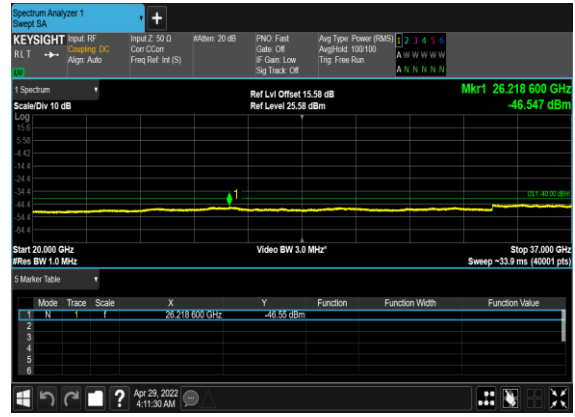 Spectrum Analyzer 1
Swept SA
+
KEYSIGHT Input: RF Input Z: 50 Ω #Atten: 20 dB PNO: Fast Avg Type: Power (RMS) 1 2 3 4 5 6
RLT Coupling: DC Corr CCorr Gate: Off Avg|Hold: 100/100 A W W W W W
Align: Auto Freq Ref: Int (S) IF Gain: Low Trig: Free Run
Sig Track: Off A N N N N N
1 Spectrum Ref Lvl Offset 15.58 dB Mkr1 26.218 600 GHz
Scale/Div 10 dB Ref Level 25.58 dBm -46.547 dBm
Log
15.6
5.58
-4.42
-14.4
-24.4
-34.4 1
-44.4
-54.4
-64.4
Start 20.000 GHz Video BW 3.0 MHz* Stop 37.000 GHz
#Res BW 1.0 MHz Sweep ~33.9 ms (40001 pts)
5 Marker Table
Mode Trace Scale X Y Function Function Width Function Value
1 N 1 f 26.218 600 GHz -46.55 dBm
2
3
4
5
6
? Apr 29, 2022
4:11:30 AM